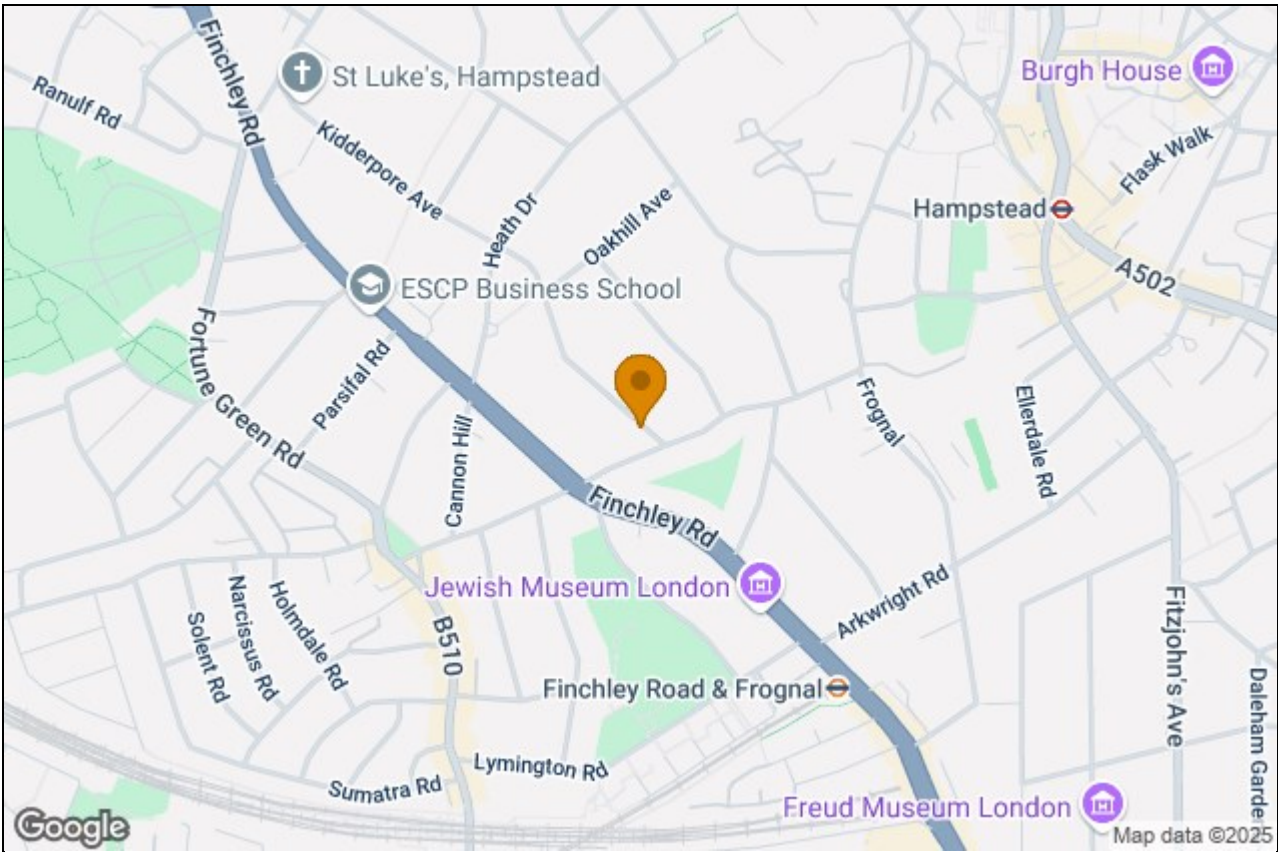 Finchley Rd
St Luke's, Hampstead
Burgh House
Ranulf Rd
Kidderpore Ave
Flask Walk
Heath Dr
Oakhill Ave
Hampstead
A502
ESCP Business School
Fortune Green Rd
Parsifal Rd
Cannon Hill
Frognal
Ellerdale Rd
Finchley Rd
Jewish Museum London
Arkwright Rd
Holmdale Rd
Narcissus Rd
Solent Rd
B510
Fitzjohn's Ave
Finchley Road & Frognal
Lymington Rd
Sumatra Rd
Daleham Garde
Freud Museum London
Google
Map data ©2025